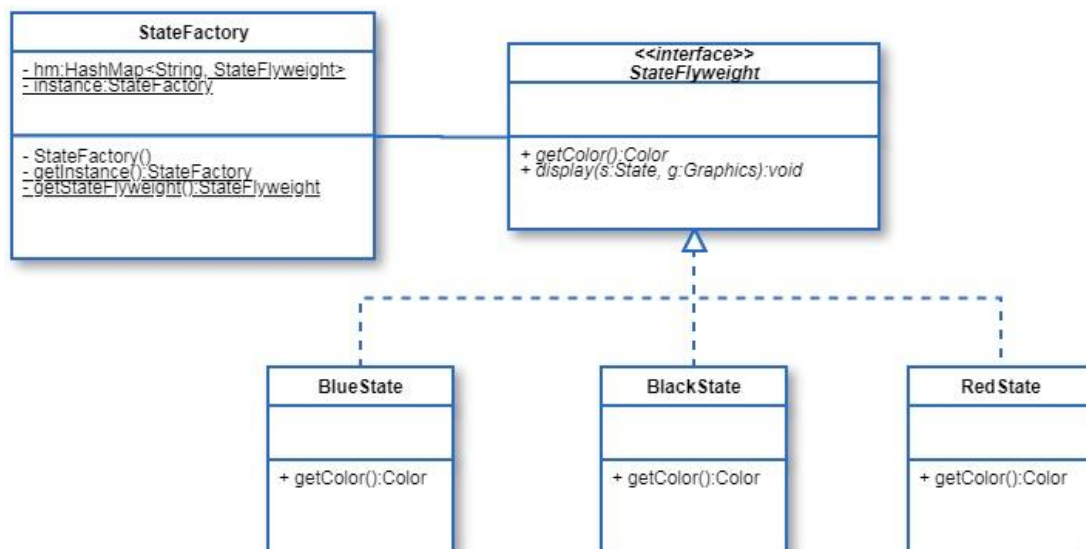 StateFactory
- hm:HashMap<String, StateFlyweight>
- instance:StateFactory
- StateFactory()
- getInstance():StateFactory
- getStateFlyweight():StateFlyweight
<<interface>>
StateFlyweight
+ getColor():Color
+ display(s:State, g:Graphics):void
BlueState
+ getColor():Color
BlackState
+ getColor():Color
RedState
+ getColor():Color